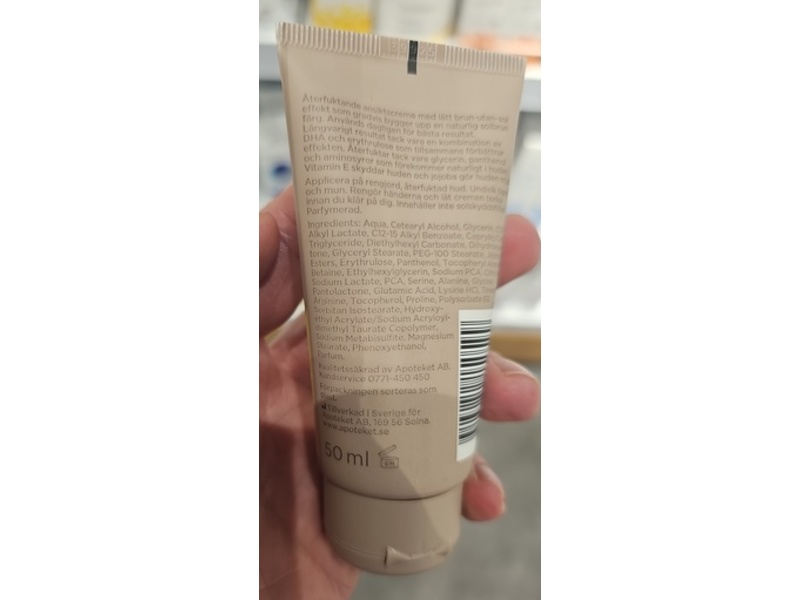 Återfuktande ansiktscreme med lätt brun-utan-sol
effekt som gradvis bygger upp en naturlig solbrun
färg. Används dagligen för bästa resultat.
Långvarigt resultat tack vare en kombination av
DHA och erythrulose som tillsammans förbättrar
effekten. Återfuktar tack vare glycerin, panthenol
och aminosyror som förekommer naturligt i huden.
Vitamin E skyddar huden och jojoba gör huden
Applicera på rengjord, återfuktad hud. Undvik
och mun. Rengör händerna och låt cremen torka
innan du klär på dig. Innehåller inte
Parfymerad.
Ingredients: Aqua, Cetearyl Alcohol, Glycerin,
Alkyl Lactate, C12-15 Alkyl Benzoate,
Triglyceride, Diethylhexyl Carbonate,
tone, Glyceryl Stearate, PEG-100 Stearate,
Esters, Erythrulose, Panthenol, Tocopheryl
Betaine, Ethylhexylglycerin, Sodium PCA,
Sodium Lactate, PCA, Serine, Alanine,
Pantolactone, Glutamic Acid, Lysine HCl,
Arginine, Tocopherol, Proline,
Sorbitan Isostearate, Hydroxy-
ethyl Acrylate/Sodium Acryloyl-
dimethyl Taurate Copolymer,
Sodium Metabisulfite, Magnesium
Stearate, Phenoxyethanol,
Parfum.
Kvalitetssäkrad av Apoteket AB.
Kundservice 0771-450 450
Förpackningen sorteras som
Plast.
Tillverkad i Sverige för
Apoteket AB, 169 56 Solna.
www.apoteket.se
50 ml